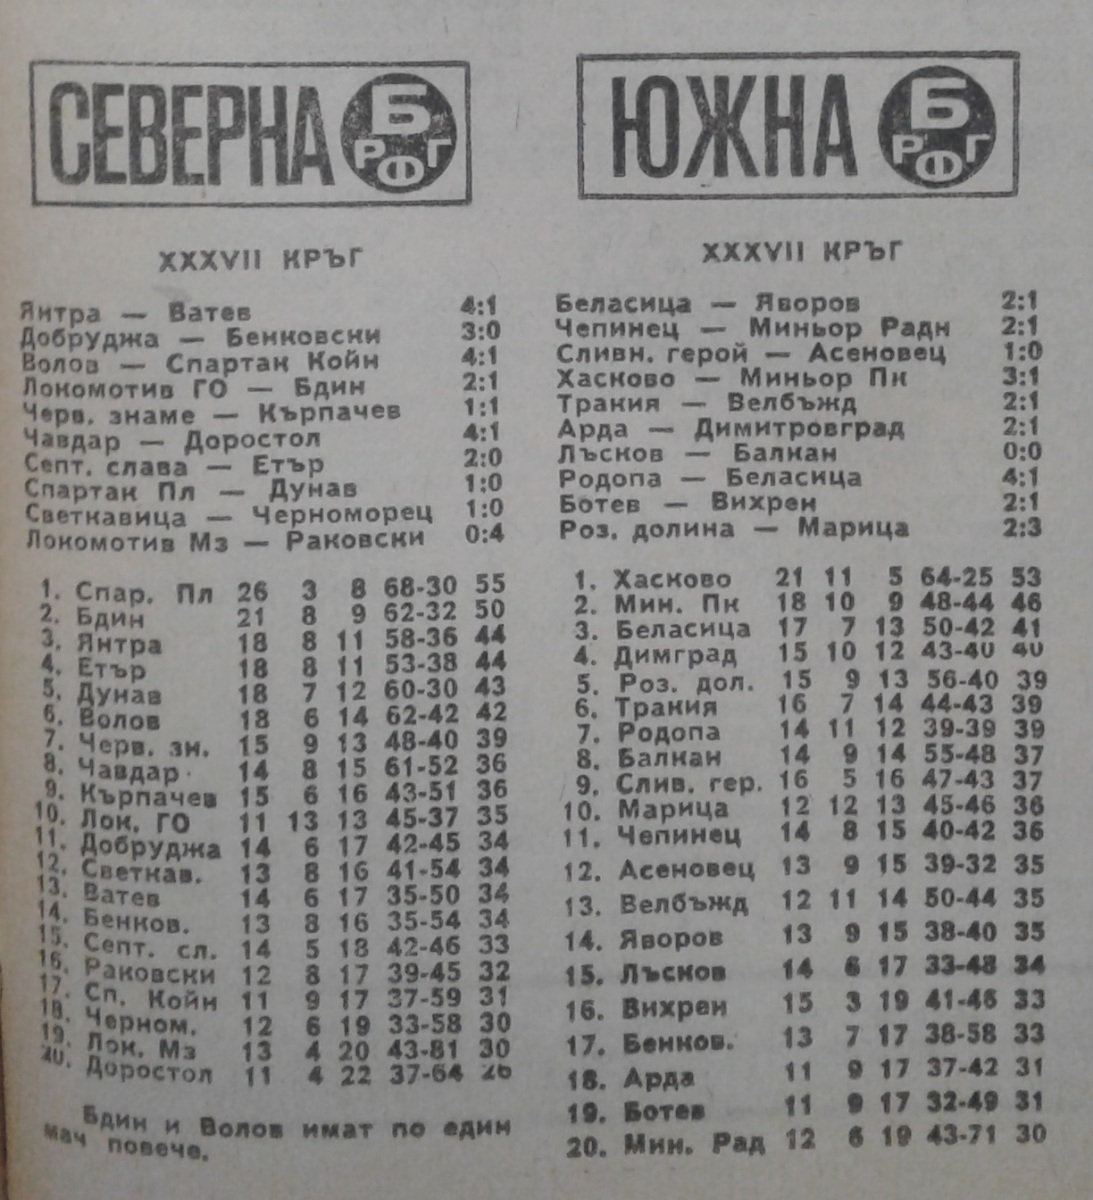 СЕВЕРНА Б РФГ
XXXVII КРЪГ
Янтра — Ватев 4:1
Добруджа — Бенковски 3:0
Волов — Спартак Койн 4:1
Локомотив ГО — Бдин 2:1
Черв. знаме — Кърпачев 1:1
Чавдар — Доростол 4:1
Септ. слава — Етър 2:0
Спартак Пл — Дунав 1:0
Светкавица — Черноморец 1:0
Локомотив Мз — Раковски 0:4
1. Спар. Пл 26 3 8 68-30 55
2. Бдин 21 8 9 62-32 50
3. Янтра 18 8 11 58-36 44
4. Етър 18 8 11 53-38 44
5. Дунав 18 7 12 60-30 43
6. Волов 18 6 14 62-42 42
7. Черв. зн. 15 9 13 48-40 39
8. Чавдар 14 8 15 61-52 36
9. Кърпачев 15 6 16 43-51 36
10. Лок. ГО 11 13 13 45-37 35
11. Добруджа 14 6 17 42-45 34
12. Светкав. 13 8 16 41-54 34
13. Ватев 14 6 17 35-50 34
14. Бенков. 13 8 16 35-54 34
15. Септ. сл. 14 5 18 42-46 33
16. Раковски 12 8 17 39-45 32
17. Сп. Койн 11 9 17 37-59 31
18. Черном. 12 6 19 33-58 30
19. Лок. Мз 13 4 20 43-81 30
20. Доростол 11 4 22 37-64 26
Бдин и Волов имат по един
мач повече.
ЮЖНА Б РФГ
XXXVII КРЪГ
Беласица — Яворов 2:1
Чепинец — Миньор Радн 2:1
Сливн. герой — Асеновец 1:0
Хасково — Миньор Пк 3:1
Тракия — Велбъжд 2:1
Арда — Димитровград 2:1
Лъсков — Балкан 0:0
Родопа — Беласица 4:1
Ботев — Вихрен 2:1
Роз. долина — Марица 2:3
1. Хасково 21 11 5 64-25 53
2. Мин. Пк 18 10 9 48-44 46
3. Беласица 17 7 13 50-42 41
4. Димград 15 10 12 43-40 40
5. Роз. дол. 15 9 13 56-40 39
6. Тракия 16 7 14 44-43 39
7. Родопа 14 11 12 39-39 39
8. Балкан 14 9 14 55-48 37
9. Слив. гер. 16 5 16 47-43 37
10. Марица 12 12 13 45-46 36
11. Чепинец 14 8 15 40-42 36
12. Асеновец 13 9 15 39-32 35
13. Велбъжд 12 11 14 50-44 35
14. Яворов 13 9 15 38-40 35
15. Лъсков 14 6 17 33-48 34
16. Вихрен 15 3 19 41-46 33
17. Бенков. 13 7 17 38-58 33
18. Арда 11 9 17 37-42 31
19. Ботев 11 9 17 32-49 31
20. Мин. Рад 12 6 19 43-71 30